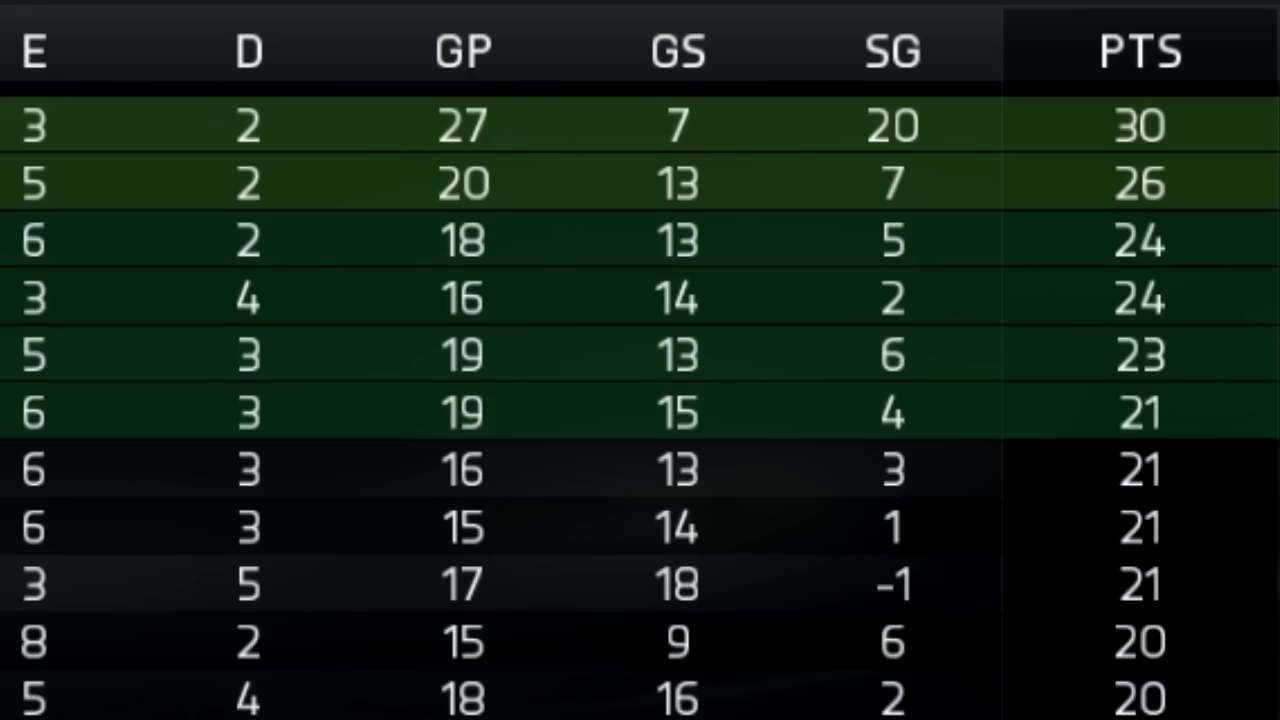 E D GP GS SG PTS
3 2 27 7 20 30
5 2 20 13 7 26
6 2 18 13 5 24
3 4 16 14 2 24
5 3 19 13 6 23
6 3 19 15 4 21
6 3 16 13 3 21
6 3 15 14 1 21
3 5 17 18 -1 21
8 2 15 9 6 20
5 4 18 16 2 20